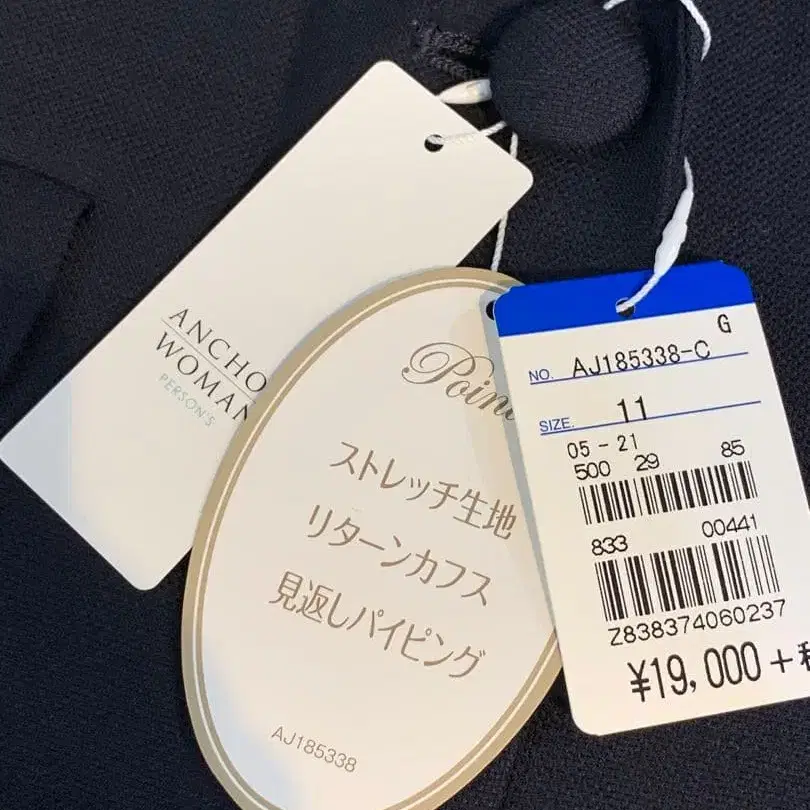 ANCHO
WOMAN
PERSON'S
Poin
ストレッチ生地
リターンカフス
見返しパイピング
AJ185338
G
NO. AJ185338-C
SIZE. 11
05-21
500 29 85
833 00441
Z838374060237
¥19,000+税